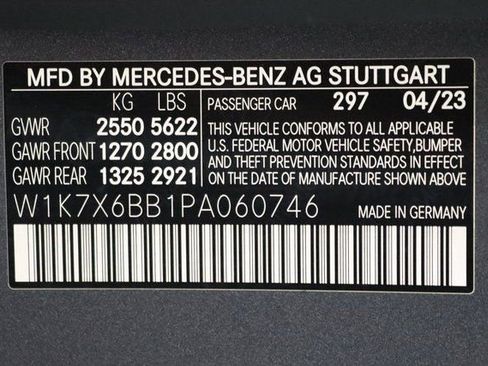 MFD BY MERCEDES-BENZ AG STUTTGART
KG LBS PASSENGER CAR 297 04/23
GVWR 2550 5622
GAWR FRONT 1270 2800
GAWR REAR 1325 2921
THIS VEHICLE CONFORMS TO ALL APPLICABLE
U.S. FEDERAL MOTOR VEHICLE SAFETY,BUMPER
AND THEFT PREVENTION STANDARDS IN EFFECT
ON THE DATE OF MANUFACTURE SHOWN ABOVE
W1K7X6BB1PA060746 MADE IN GERMANY